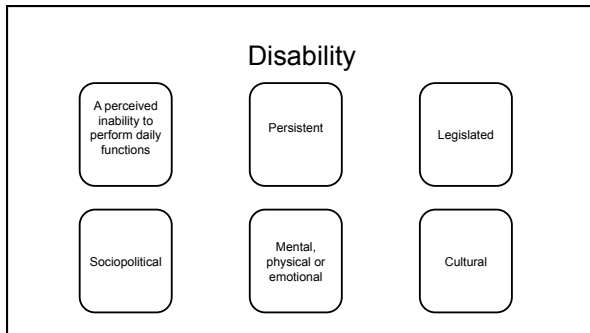 Disability
A perceived
inability to
perform daily
functions
Persistent
Legislated
Sociopolitical
Mental,
physical or
emotional
Cultural